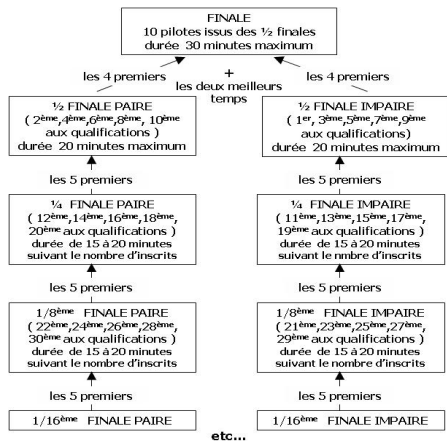 FINALE
10 pilotes issus des ½ finales
durée 30 minutes maximum
les 4 premiers
+
les deux meilleurs
temps
les 4 premiers
½ FINALE PAIRE
( 2ème,4ème,6ème,8ème, 10ème
aux qualifications )
durée 20 minutes maximum
½ FINALE IMPAIRE
( 1er, 3ème,5ème,7ème,9ème
aux qualifications)
durée 20 minutes maximum
les 5 premiers
les 5 premiers
¼ FINALE PAIRE
( 12ème,14ème,16ème,18ème,
20ème aux qualifications )
durée de 15 à 20 minutes
suivant le nombre d'inscrits
¼ FINALE IMPAIRE
( 11ème,13ème,15ème,17ème,
19ème aux qualifications )
durée de 15 à 20 minutes
suivant le nmbre d'inscrits
les 5 premiers
les 5 premiers
1/8ème FINALE PAIRE
(22ème,24ème,26ème,28ème,
30ème aux qualifications )
durée de 15 à 20 minutes
suivant le nombre d'inscrits
1/8ème FINALE IMPAIRE
(21ème,23ème,25ème,27ème,
29ème aux qualifications )
durée de 15 à 20 minutes
suivant le nombre d'inscrits
les 5 premiers
les 5 premiers
1/16ème FINALE PAIRE
1/16ème FINALE IMPAIRE
etc...